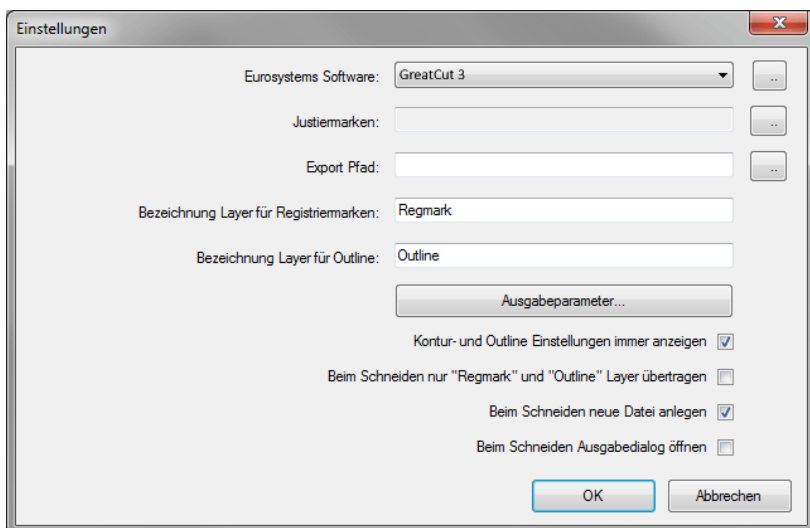 Einstellungen
Eurosystems Software: GreatCut 3 ..
Justiermarken: ..
Export Pfad: ..
Bezeichnung Layer für Registriermarken: Regmark
Bezeichnung Layer für Outline: Outline
Ausgabeparameter...
Kontur- und Outline Einstellungen immer anzeigen
Beim Schneiden nur "Regmark" und "Outline" Layer übertragen
Beim Schneiden neue Datei anlegen
Beim Schneiden Ausgabedialog öffnen
OK Abbrechen